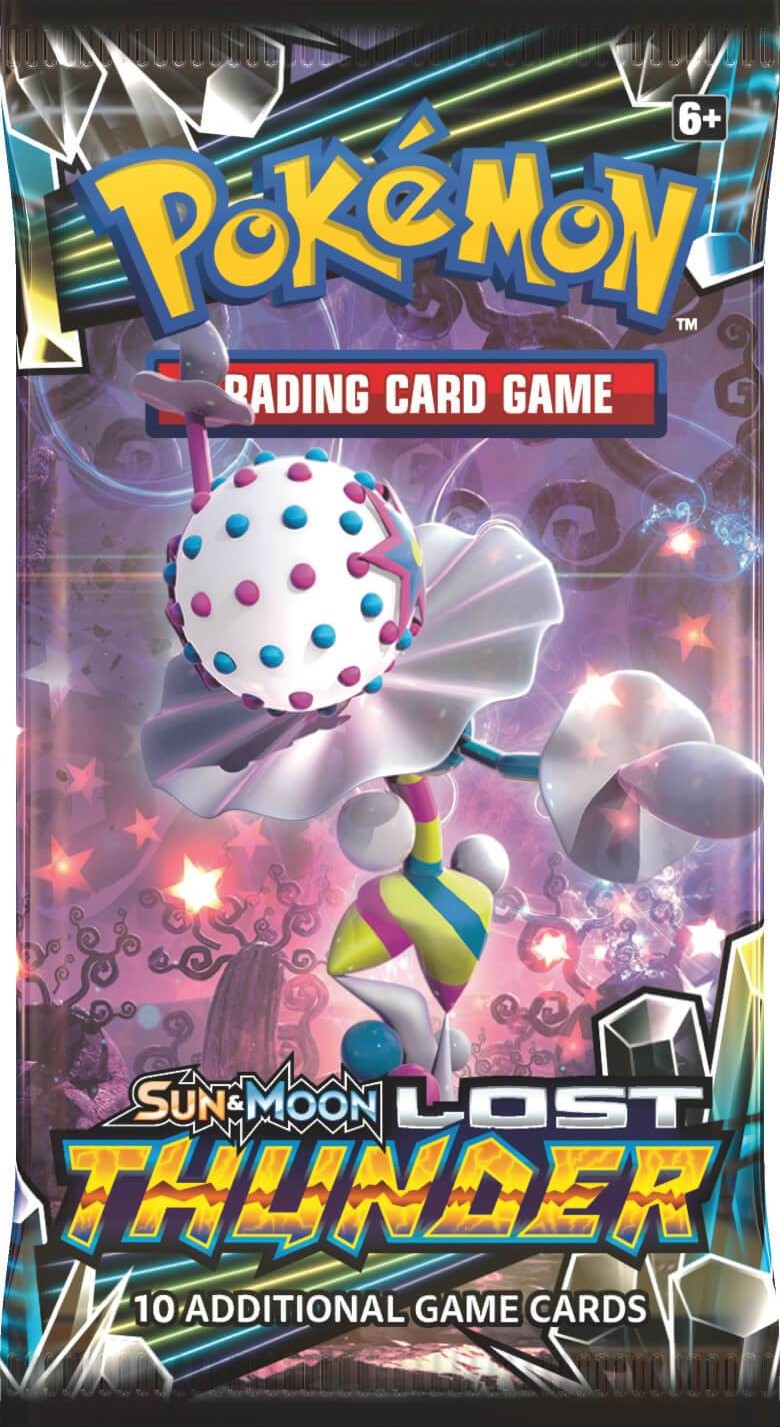 6+
POKéMON
TM
RADING CARD GAME
SUN & MOON LOST
THUNDER
10 ADDITIONAL GAME CARDS